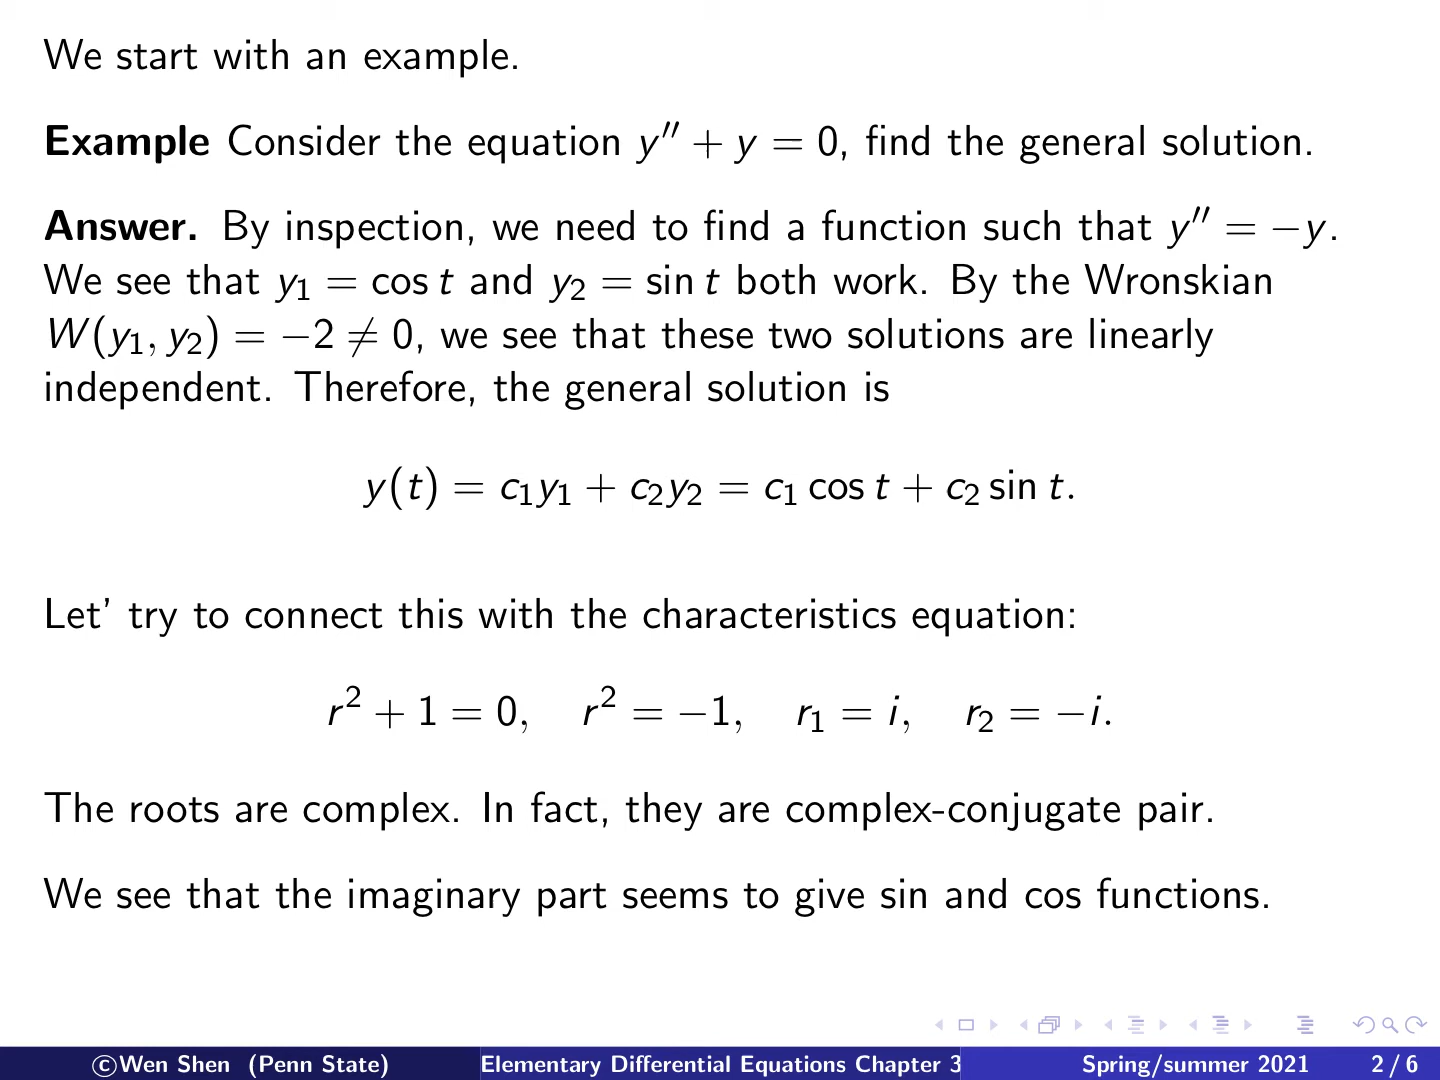 We start with an example.
Example Consider the equation y′′ + y = 0, find the general solution.
Answer. By inspection, we need to find a function such that y′′ = −y.
We see that y₁ = cos t and y₂ = sin t both work. By the Wronskian
W(y₁, y₂) = −2 ≠ 0, we see that these two solutions are linearly
independent. Therefore, the general solution is
y(t) = c₁y₁ + c₂y₂ = c₁ cos t + c₂ sin t.
Let' try to connect this with the characteristics equation:
r² + 1 = 0, r² = −1, r₁ = i, r₂ = −i.
The roots are complex. In fact, they are complex-conjugate pair.
We see that the imaginary part seems to give sin and cos functions.
©Wen Shen (Penn State) Elementary Differential Equations Chapter 3 Spring/summer 2021 2 / 6